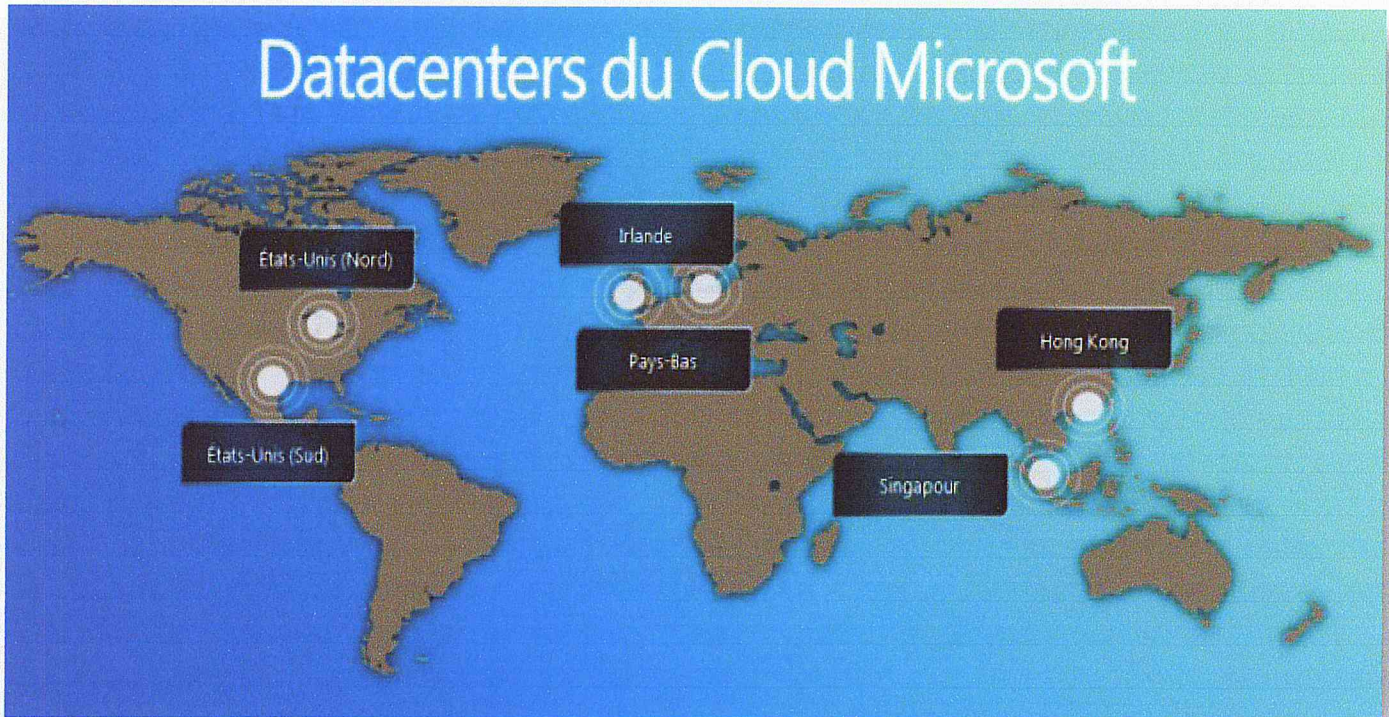 Datacenters du Cloud Microsoft
Irlande
États-Unis (Nord)
Hong Kong
Pays-Bas
États-Unis (Sud)
Singapour